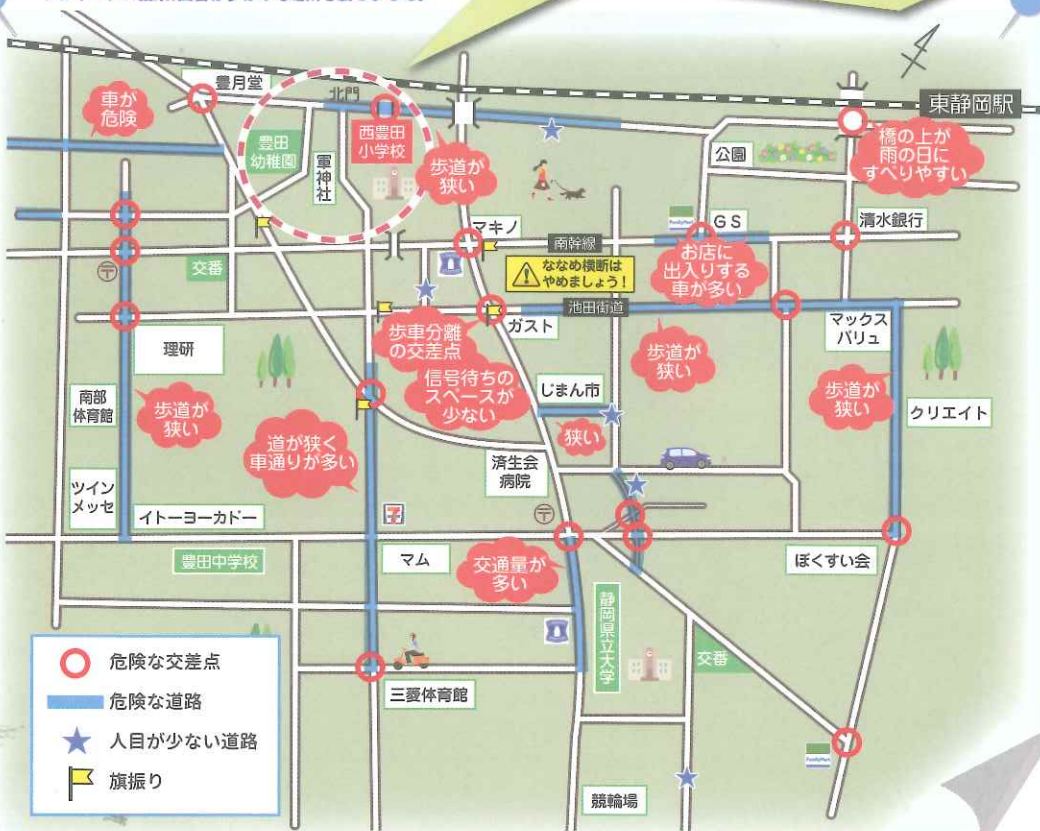 豊月堂
北門
東静岡駅
車が
危険
豊田
幼稚園
軍神社
西豊田
小学校
歩道が
狭い
公園
FamilyMart
橋の上が
雨の日に
すべりやすい
マキノ
南幹線
GS
清水銀行
〒
交番
ななめ横断は
やめましょう！
お店に
出入りする
車が多い
池田街道
ガスト
マックス
バリュ
理研
歩車分離
の交差点
信号待ちの
スペースが
少ない
歩道が
狭い
じまん市
狭い
歩道が
狭い
クリエイト
南部
体育館
歩道が
狭い
道が狭く
車通りが多い
済生会
病院
ツイン
メッセ
イトーヨーカドー
7
〒
豊田中学校
マム
交通量が
多い
ぼくすい会
静岡県立大学
交番
三菱体育館
FamilyMart
競輪場
危険な交差点
危険な道路
人目が少ない道路
旗振り